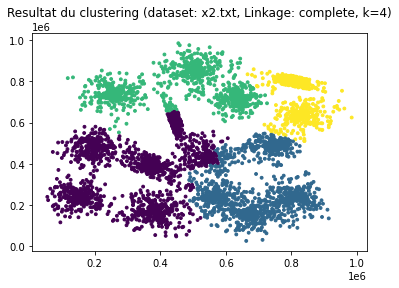 Resultat du clustering (dataset: x2.txt, Linkage: complete, k=4)
1e6
1.0
0.8
0.6
0.4
0.2
0.0
0.2 0.4 0.6 0.8 1.0
1e6